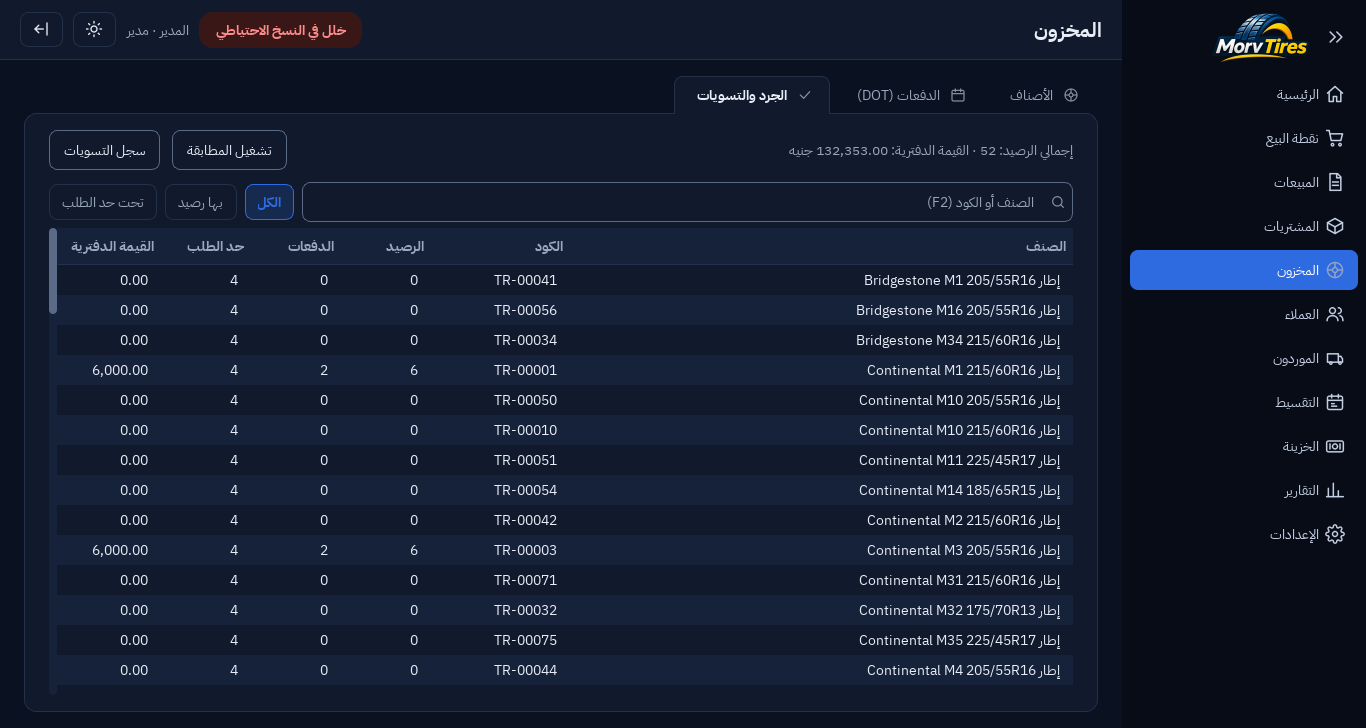 Morv Tires
الرئيسية
نقطة البيع
المبيعات
المشتريات
المخزون
العملاء
الموردون
التقسيط
الخزينة
التقارير
الإعدادات
المخزون
خلل في النسخ الاحتياطي
المدير · مدير
الأصناف
الدفعات (DOT)
الجرد والتسويات
إجمالي الرصيد: 52 · القيمة الدفترية: 132,353.00 جنيه
تشغيل المطابقة
سجل التسويات
الصنف أو الكود (F2)
الكل
بها رصيد
تحت حد الطلب
الصنف الكود الرصيد الدفعات حد الطلب القيمة الدفترية
إطار Bridgestone M1 205/55R16 TR-00041 0 0 4 0.00
إطار Bridgestone M16 205/55R16 TR-00056 0 0 4 0.00
إطار Bridgestone M34 215/60R16 TR-00034 0 0 4 0.00
إطار Continental M1 215/60R16 TR-00001 6 2 4 6,000.00
إطار Continental M10 205/55R16 TR-00050 0 0 4 0.00
إطار Continental M10 215/60R16 TR-00010 0 0 4 0.00
إطار Continental M11 225/45R17 TR-00051 0 0 4 0.00
إطار Continental M14 185/65R15 TR-00054 0 0 4 0.00
إطار Continental M2 215/60R16 TR-00042 0 0 4 0.00
إطار Continental M3 205/55R16 TR-00003 6 2 4 6,000.00
إطار Continental M31 215/60R16 TR-00071 0 0 4 0.00
إطار Continental M32 175/70R13 TR-00032 0 0 4 0.00
إطار Continental M35 225/45R17 TR-00075 0 0 4 0.00
إطار Continental M4 205/55R16 TR-00044 0 0 4 0.00